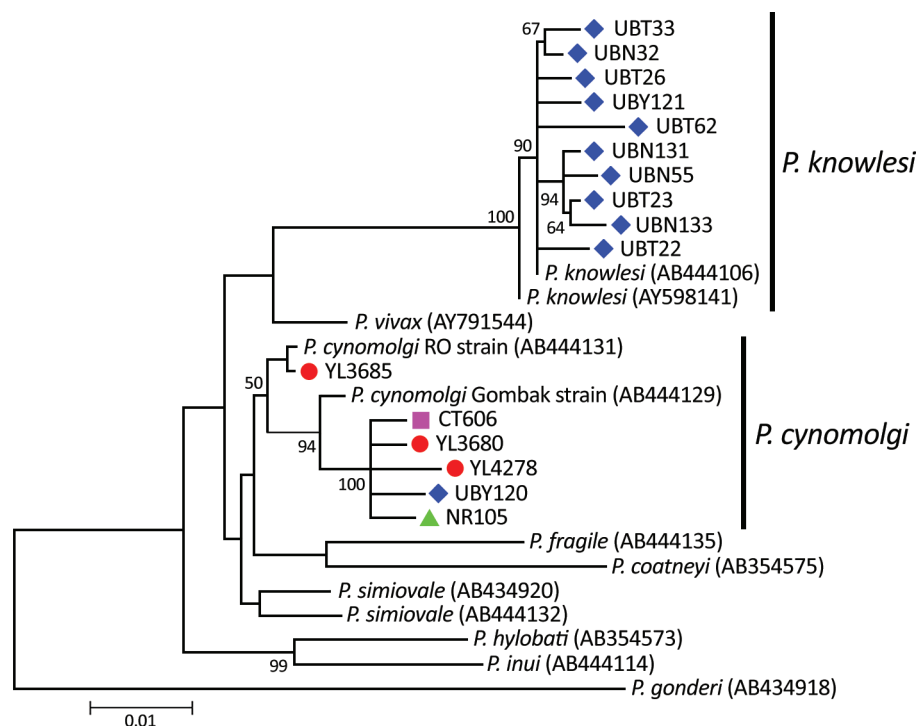 67
UBT33
UBN32
UBT26
UBY121
90
UBT62
UBN131
P. knowlesi
UBN55
94
UBT23
100
64
UBN133
UBT22
P. knowlesi (AB444106)
P. knowlesi (AY598141)
P. vivax (AY791544)
P. cynomolgi RO strain (AB444131)
YL3685
50
P. cynomolgi Gombak strain (AB444129)
CT606
94
YL3680
P. cynomolgi
YL4278
100
UBY120
NR105
P. fragile (AB444135)
P. coatneyi (AB354575)
P. simiovale (AB434920)
P. simiovale (AB444132)
P. hylobati (AB354573)
99
P. inui (AB444114)
P. gonderi (AB434918)
0.01